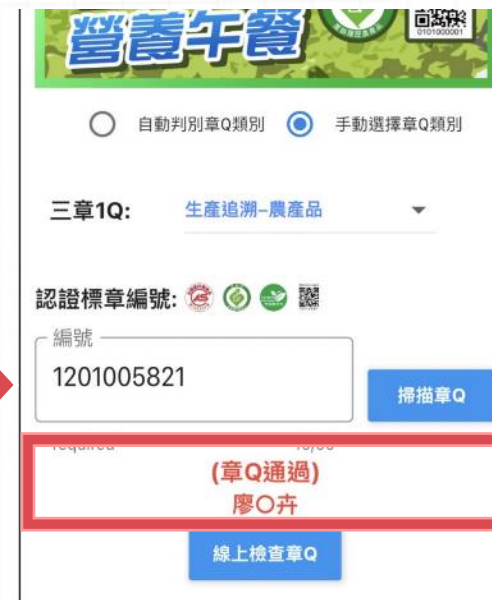 營養午餐
0101000001
自動判別章Q類別 手動選擇章Q類別
三章1Q: 生產追溯–農產品
認證標章編號:
編號
1201005821
掃描章Q
(章Q通過)
廖O卉
線上檢查章Q